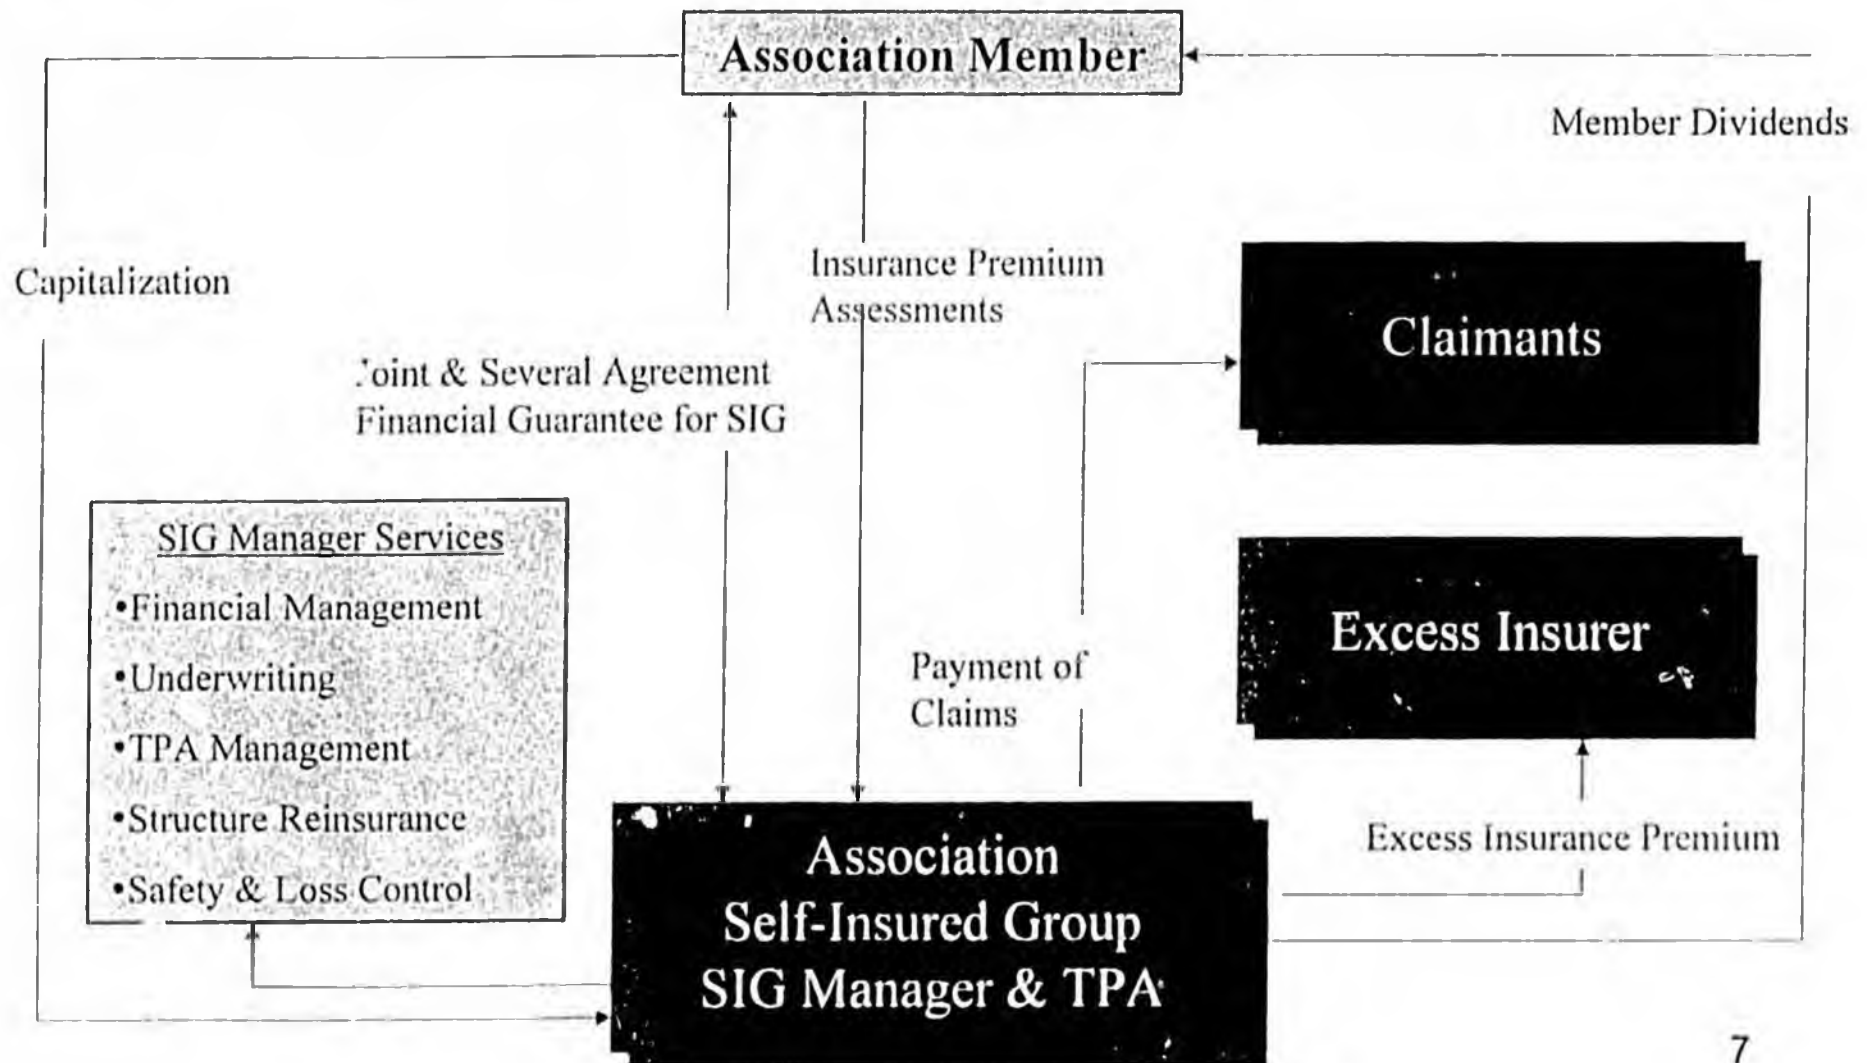 Association Member
Member Dividends
Capitalization
Insurance Premium
Assessments
Joint & Several Agreement
Financial Guarantee for SIG
Claimants
SIG Manager Services
•Financial Management
•Underwriting
•TPA Management
•Structure Reinsurance
•Safety & Loss Control
Excess Insurer
Payment of
Claims
Excess Insurance Premium
Association
Self-Insured Group
SIG Manager & TPA
7